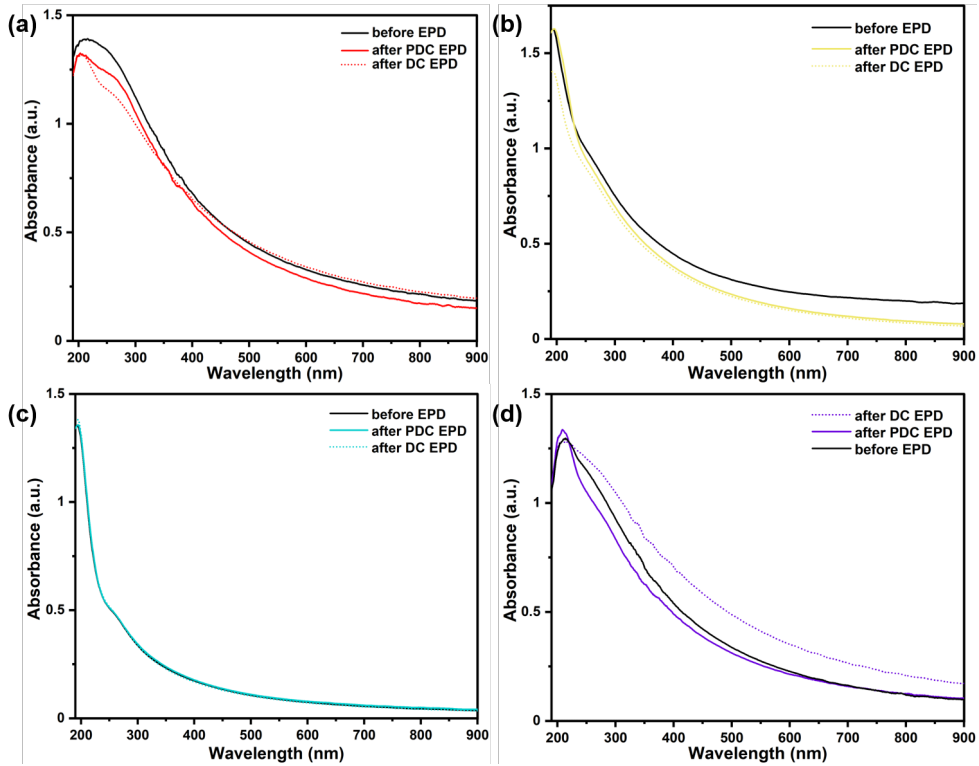 (a)
before EPD
after PDC EPD
after DC EPD
1.5
1
0.5
0
Absorbance (a.u.)
200 300 400 500 600 700 800 900
Wavelength (nm)
(b)
before EPD
after PDC EPD
after DC EPD
1.5
1
0.5
0
Absorbance (a.u.)
200 300 400 500 600 700 800 900
Wavelength (nm)
(c)
before EPD
after PDC EPD
after DC EPD
1.5
1
0.5
0
Absorbance (a.u.)
200 300 400 500 600 700 800 900
Wavelength (nm)
(d)
after DC EPD
after PDC EPD
before EPD
1.5
1
0.5
0
Absorbance (a.u.)
200 300 400 500 600 700 800 900
Wavelength (nm)